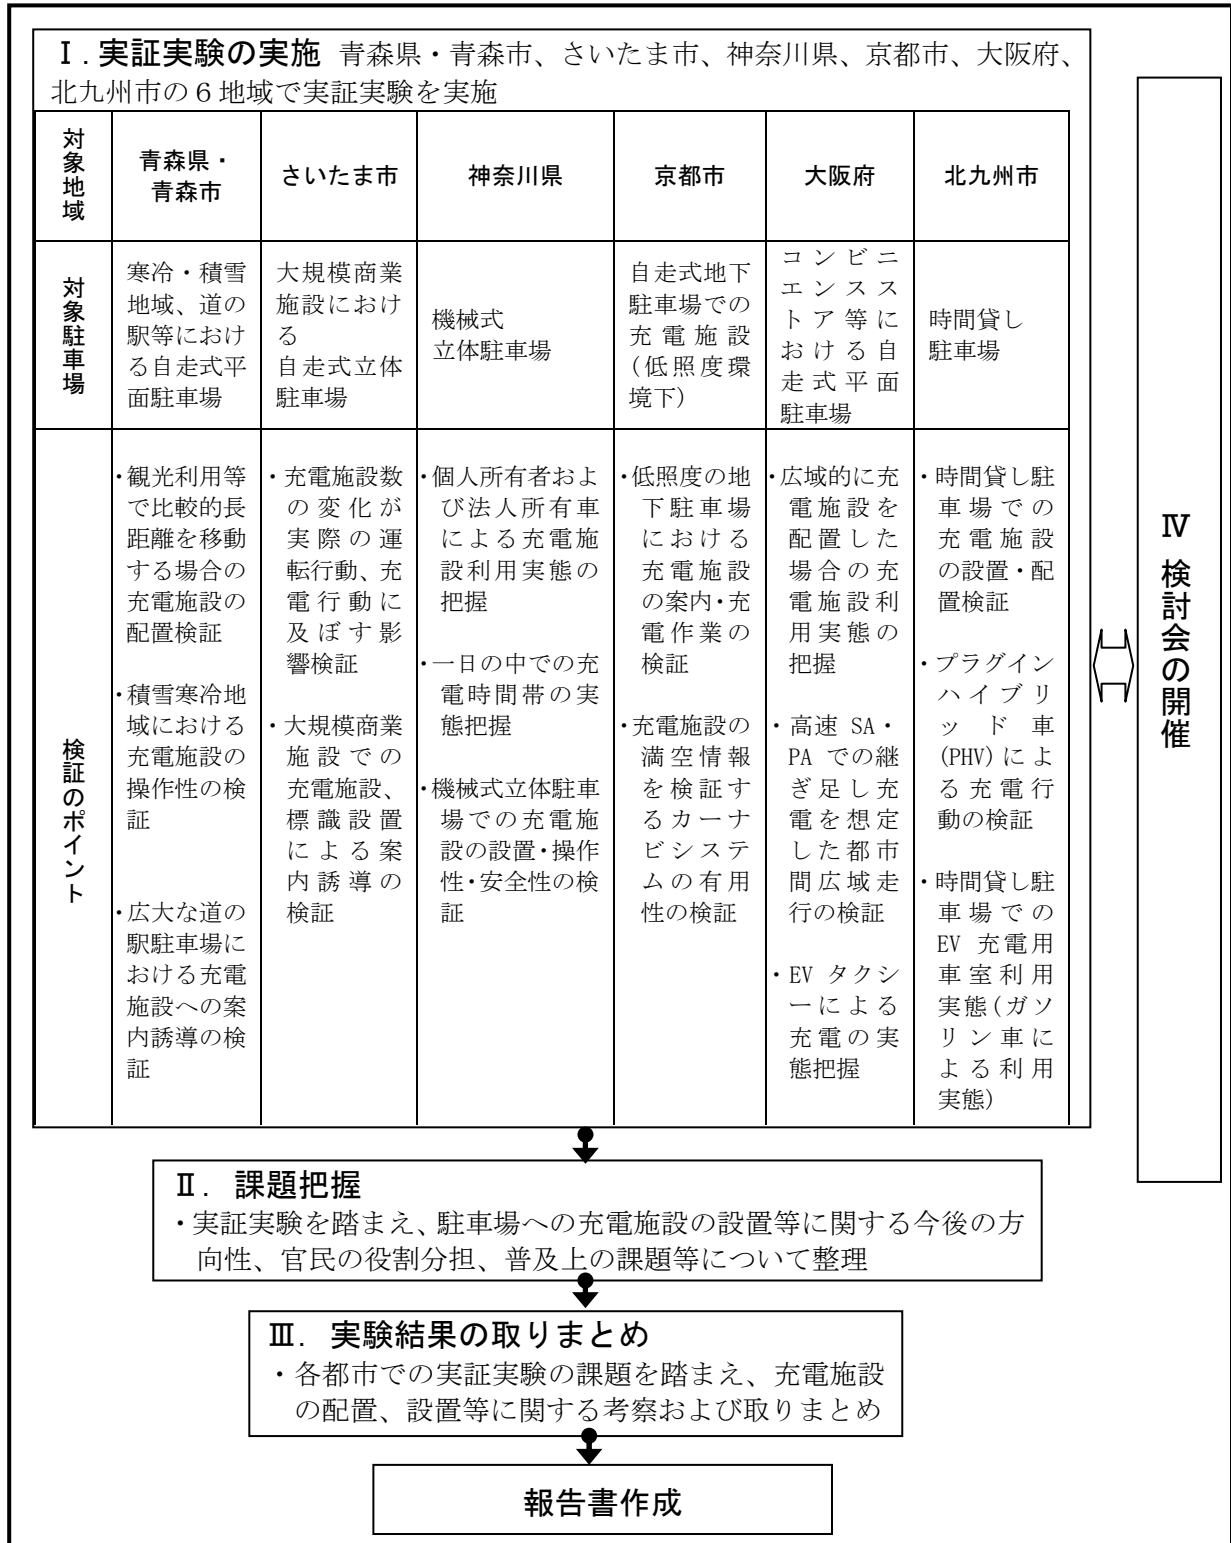 Ⅰ.実証実験の実施 青森県・青森市、さいたま市、神奈川県、京都市、大阪府、
北九州市の6地域で実証実験を実施
対象地域
青森県・
青森市
さいたま市
神奈川県
京都市
大阪府
北九州市
対象駐車場
寒冷・積雪
地域、道の
駅等におけ
る自走式平
面駐車場
大規模商業
施設におけ
る
自走式立体
駐車場
機械式
立体駐車場
自走式地下
駐車場での
充電施設
(低照度環
境下)
コンビニ
エンスス
トア等に
おける自
走式平面
駐車場
時間貸し
駐車場
検証のポイント
・観光利用等
で比較的長
距離を移動
する場合の
充電施設の
配置検証
・積雪寒冷地
域における
充電施設の
操作性の検
証
・広大な道の
駅駐車場に
おける充電
施設への案
内誘導の検
証
・充電施設数
の変化が
実際の運
転行動、充
電行動に
及ぼす影
響検証
・大規模商業
施設での
充電施設、
標識設置
による案
内誘導の
検証
・個人所有者およ
び法人所有車
による充電施
設利用実態の
把握
・一日の中での充
電時間帯の実
態把握
・機械式立体駐車
場での充電施
設の設置・操作
性・安全性の検
証
・低照度の地
下駐車場
における
充電施設
の案内・充
電作業の
検証
・充電施設の
満空情報
を検証す
るカーナ
ビシステ
ムの有用
性の検証
・広域的に充
電施設を
配置した
場合の充
電施設利
用実態の
把握
・高速 SA・
PA での継
ぎ足し充
電を想定
した都市
間広域走
行の検証
・EV タクシ
ーによる
充電の実
態把握
・時間貸し駐
車場での
充電施設
の設置・配
置検証
・プラグイン
ハイブリ
ッド車
(PHV)によ
る充電行
動の検証
・時間貸し駐
車場での
EV 充電用
車室利用
実態(ガソ
リン車に
よる利用
実態)
Ⅳ 検討会の開催
Ⅱ. 課題把握
・実証実験を踏まえ、駐車場への充電施設の設置等に関する今後の方
向性、官民の役割分担、普及上の課題等について整理
Ⅲ. 実験結果の取りまとめ
・各都市での実証実験の課題を踏まえ、充電施設
の配置、設置等に関する考察および取りまとめ
報告書作成